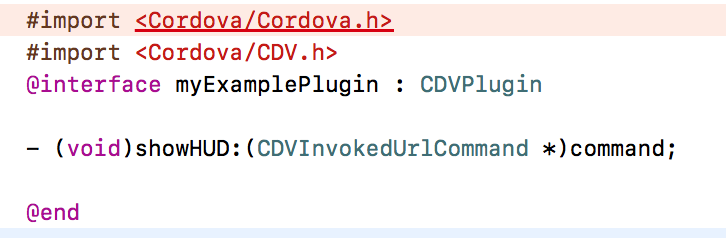 #import <Cordova/Cordova.h>
#import <Cordova/CDV.h>
@interface myExamplePlugin : CDVPlugin
- (void)showHUD:(CDVInvokedUrlCommand *)command;
@end